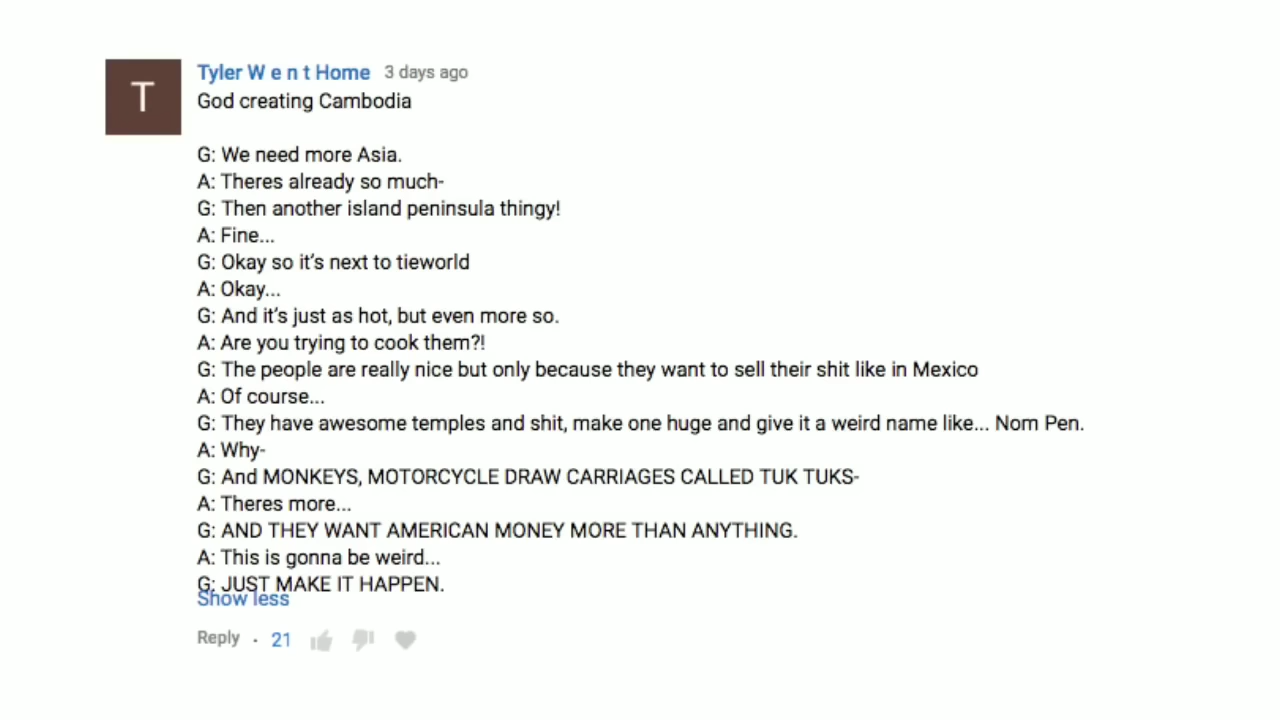 T
Tyler W e n t Home 3 days ago
God creating Cambodia
G: We need more Asia.
A: Theres already so much-
G: Then another island peninsula thingy!
A: Fine...
G: Okay so it's next to tieworld
A: Okay...
G: And it's just as hot, but even more so.
A: Are you trying to cook them?!
G: The people are really nice but only because they want to sell their shit like in Mexico
A: Of course...
G: They have awesome temples and shit, make one huge and give it a weird name like... Nom Pen.
A: Why-
G: And MONKEYS, MOTORCYCLE DRAW CARRIAGES CALLED TUK TUKS-
A: Theres more...
G: AND THEY WANT AMERICAN MONEY MORE THAN ANYTHING.
A: This is gonna be weird...
G: JUST MAKE IT HAPPEN.
Show less
Reply · 21